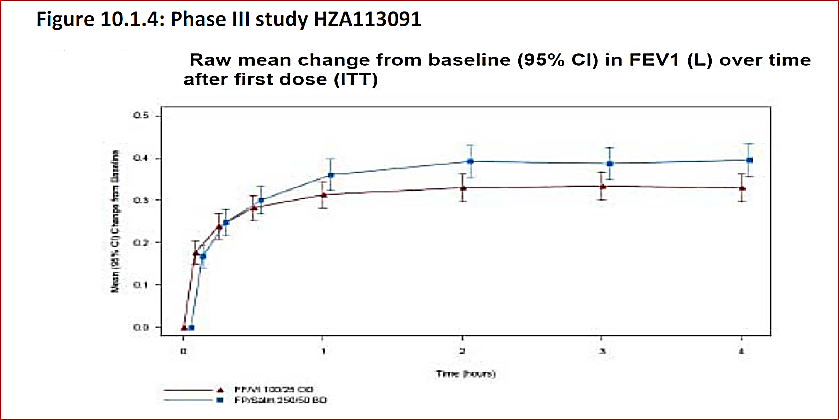 Figure 10.1.4: Phase III study HZA113091
Raw mean change from baseline (95% CI) in FEV1 (L) over time
after first dose (ITT)
Mean (95% CI) Change from Baseline
0.5
0.4
0.3
0.2
0.1
0.0
0 1 2 3 4
Time (hours)
FF/VI 100/25 OD
FP/Salm 250/50 BD